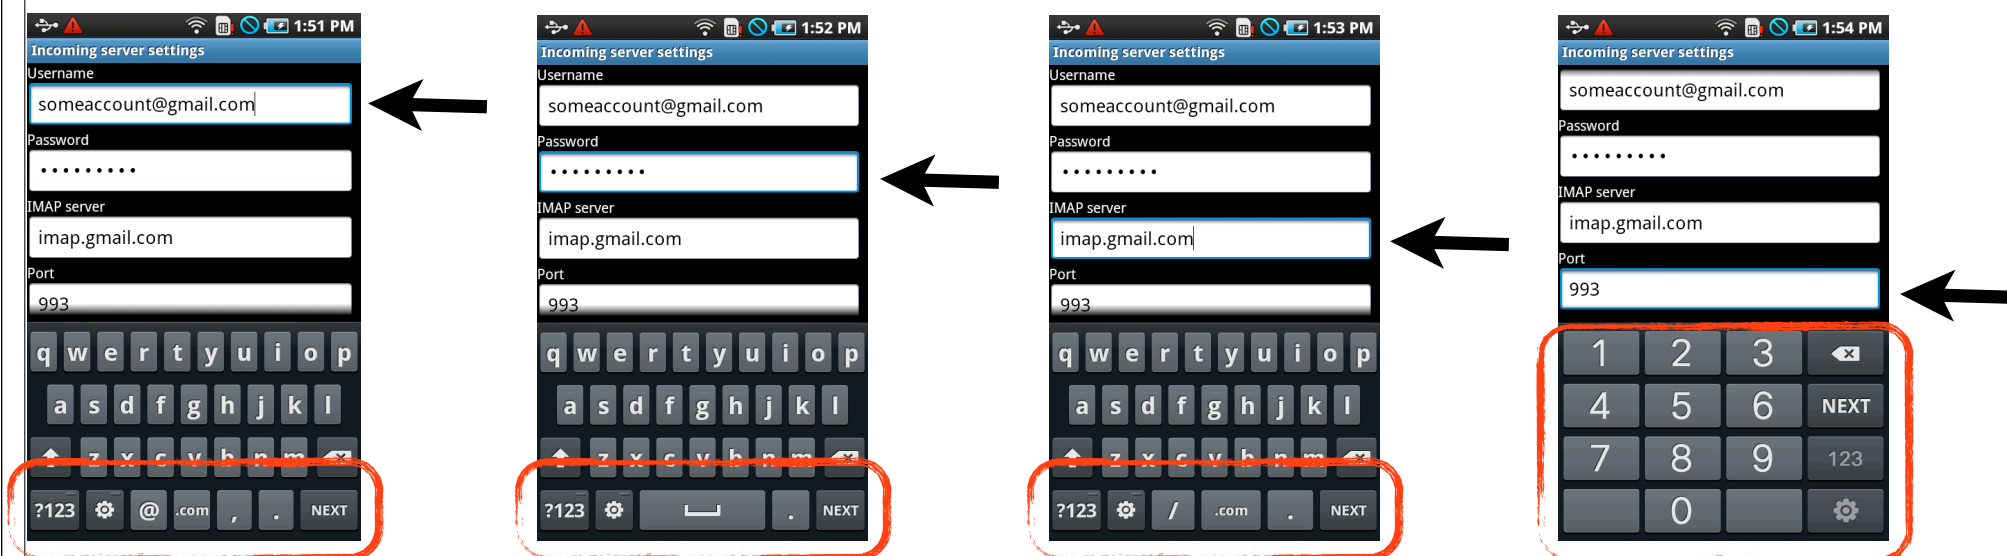 1:51 PM
Incoming server settings
Username
someaccount@gmail.com
Password
IMAP server
imap.gmail.com
Port
993
q w e r t y u i o p
a s d f g h j k l
z x c v b n m
?123 @ .com , . NEXT
1:52 PM
Incoming server settings
Username
someaccount@gmail.com
Password
IMAP server
imap.gmail.com
Port
993
q w e r t y u i o p
a s d f g h j k l
z x c v b n m
?123 . NEXT
1:53 PM
Incoming server settings
Username
someaccount@gmail.com
Password
IMAP server
imap.gmail.com
Port
993
q w e r t y u i o p
a s d f g h j k l
z x c v b n m
?123 / .com . NEXT
1:54 PM
Incoming server settings
someaccount@gmail.com
Password
IMAP server
imap.gmail.com
Port
993
1 2 3
4 5 6 NEXT
7 8 9 123
0